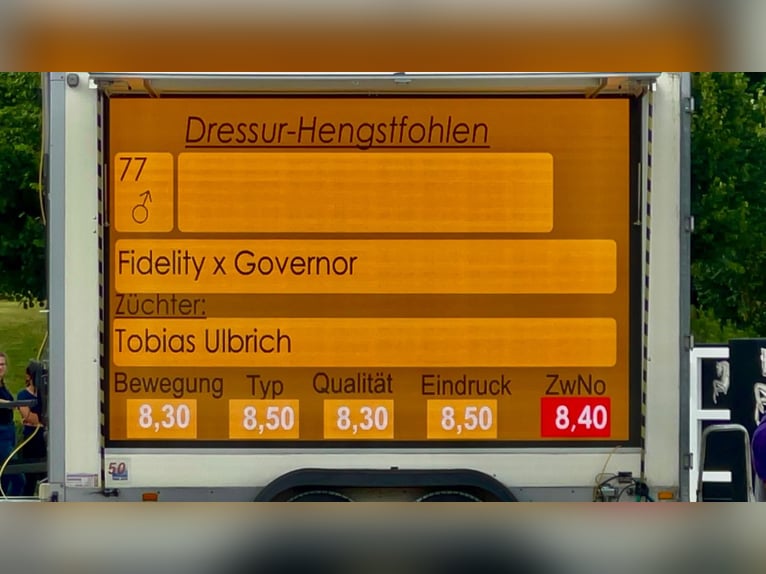 Dressur-Hengstfohlen
77
♂
Fidelity x Governor
Züchter:
Tobias Ulbrich
Bewegung Typ Qualität Eindruck ZwNo
8,30 8,50 8,30 8,50 8,40
50